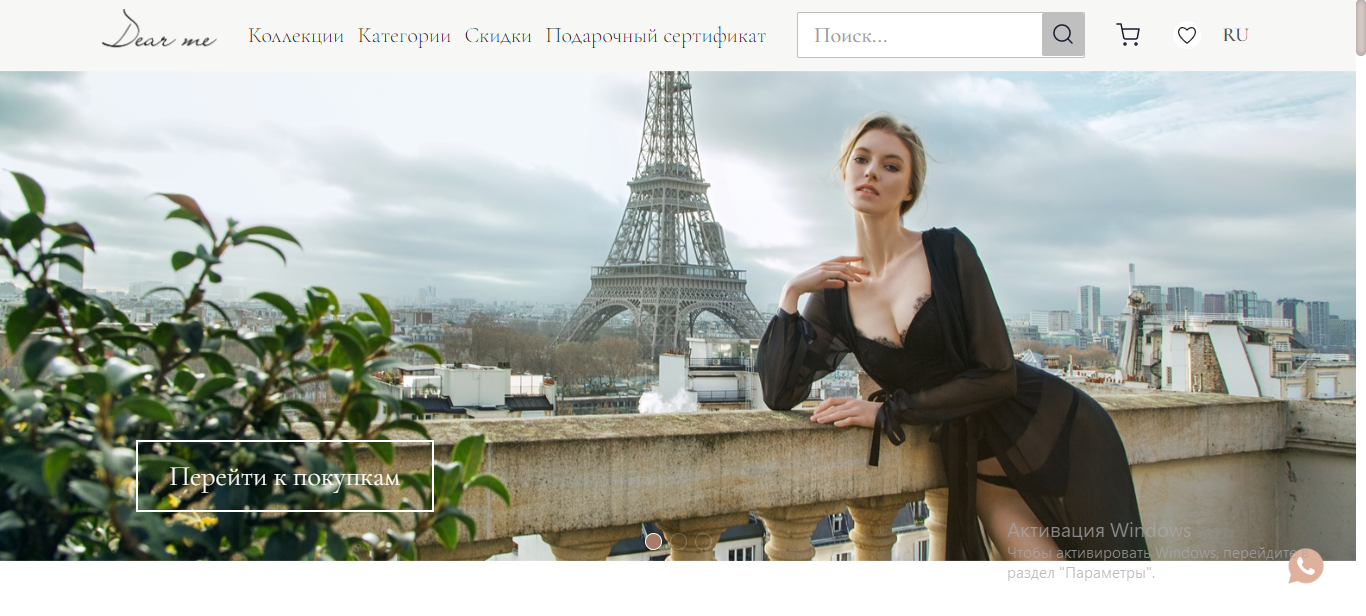 Dear me
Коллекции Категории Скидки Подарочный сертификат
Поиск...
RU
Перейти к покупкам
Активация Windows
Чтобы активировать Windows, перейдите в
раздел "Параметры".